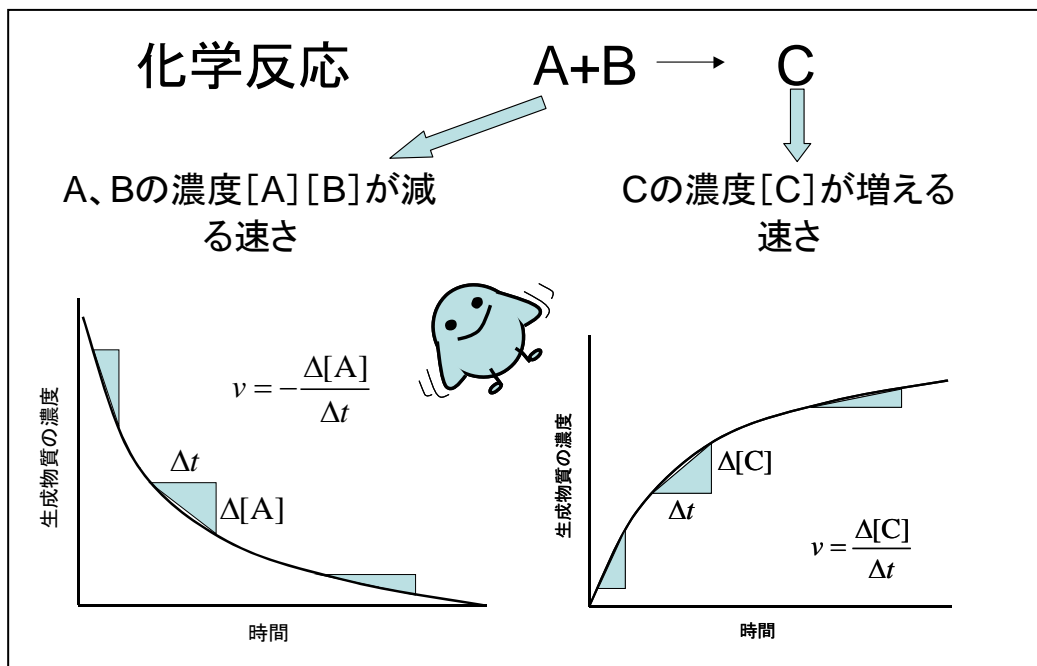 化学反応
A+B → C
A、Bの濃度[A][B]が減
る速さ
Cの濃度[C]が増える
速さ
生成物質の濃度
v = -Δ[A]/Δt
Δt
Δ[A]
時間
生成物質の濃度
Δ[C]
Δt
v = Δ[C]/Δt
時間